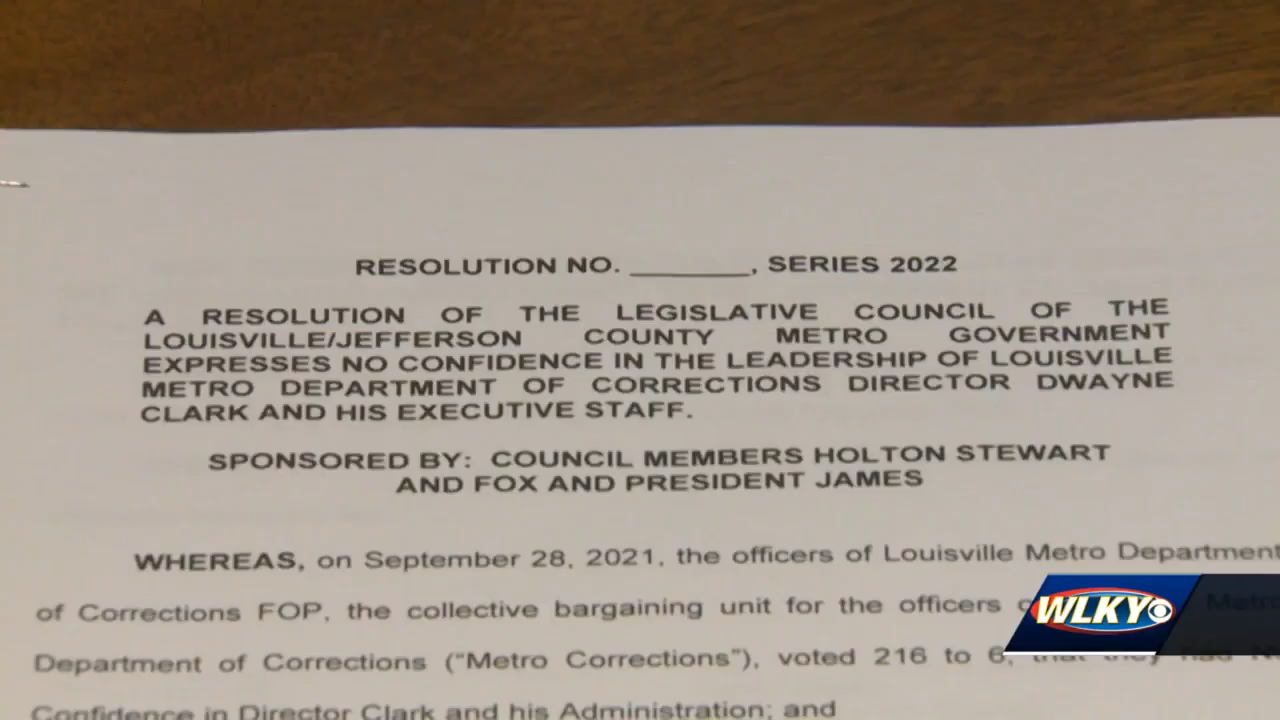 RESOLUTION NO. ________, SERIES 2022
A RESOLUTION OF THE LEGISLATIVE COUNCIL OF THE
LOUISVILLE/JEFFERSON COUNTY METRO GOVERNMENT
EXPRESSES NO CONFIDENCE IN THE LEADERSHIP OF LOUISVILLE
METRO DEPARTMENT OF CORRECTIONS DIRECTOR DWAYNE
CLARK AND HIS EXECUTIVE STAFF.
SPONSORED BY: COUNCIL MEMBERS HOLTON STEWART
AND FOX AND PRESIDENT JAMES
WHEREAS, on September 28, 2021, the officers of Louisville Metro Department
of Corrections FOP, the collective bargaining unit for the officers
Department of Corrections ("Metro Corrections"), voted 216 to 6, that they had
Confidence in Director Clark and his Administration; and
WLKY